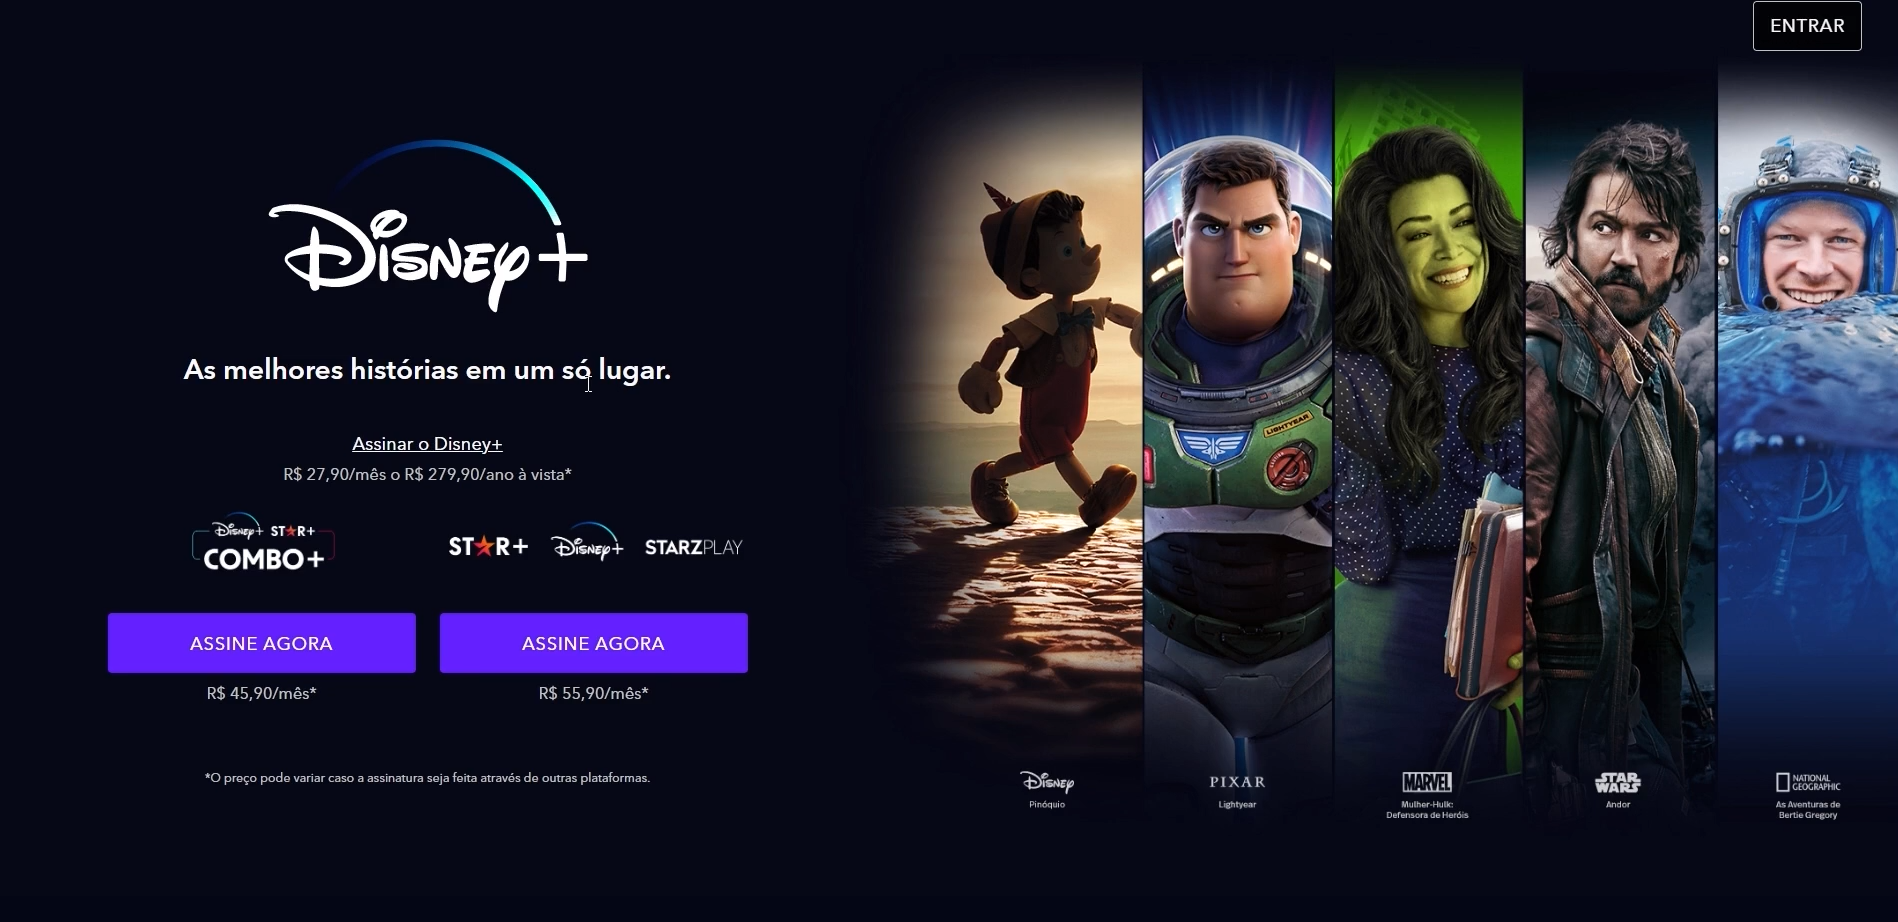 ENTRAR
Disney+
As melhores histórias em um só lugar.
Assinar o Disney+
R$ 27,90/mês o R$ 279,90/ano à vista*
Disney+ STAR+
COMBO+
STAR+ Disney+ STARZPLAY
ASSINE AGORA
ASSINE AGORA
R$ 45,90/mês*
R$ 55,90/mês*
*O preço pode variar caso a assinatura seja feita através de outras plataformas.
LIGHTYEAR
Disney
Pinóquio
PIXAR
Lightyear
MARVEL
Mulher-Hulk:
Defensora de Heróis
STAR
WARS
Andor
NATIONAL
GEOGRAPHIC
As Aventuras de
Bertie Gregory